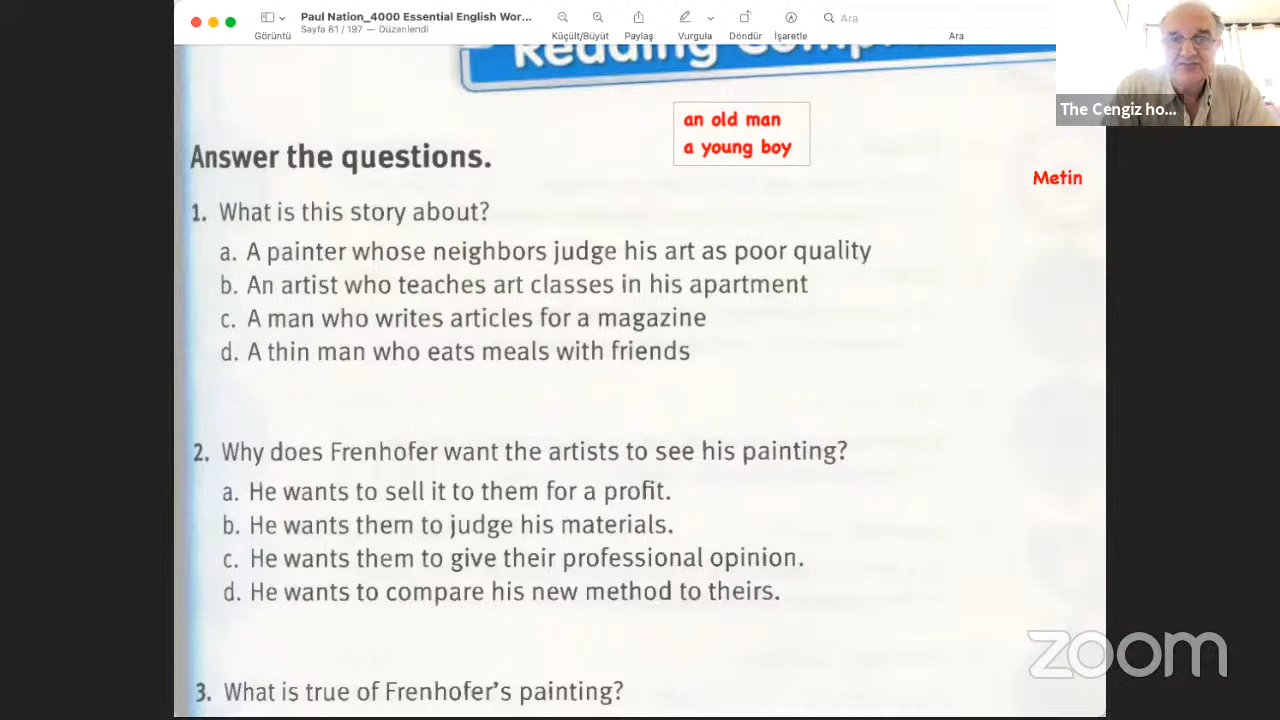 Paul Nation_4000 Essential English Wor...
Sayfa 81 / 197 — Düzenlendi
Görüntü
Küçült/Büyüt
Paylaş
Vurgula
Döndür
İşaretle
Ara
Ara
The Cengiz ho...
Reading
an old man
a young boy
Metin
Answer the questions.
1. What is this story about?
a. A painter whose neighbors judge his art as poor quality
b. An artist who teaches art classes in his apartment
c. A man who writes articles for a magazine
d. A thin man who eats meals with friends
2. Why does Frenhofer want the artists to see his painting?
a. He wants to sell it to them for a profit.
b. He wants them to judge his materials.
c. He wants them to give their professional opinion.
d. He wants to compare his new method to theirs.
3. What is true of Frenhofer's painting?
zoom